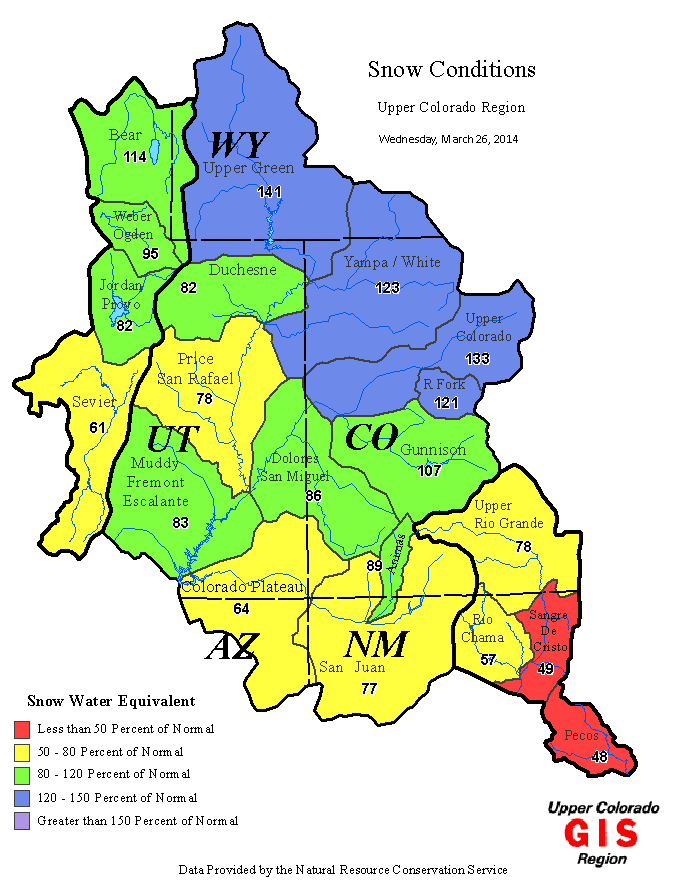 Snow Conditions
Upper Colorado Region
Wednesday, March 26, 2014
Bear
114
WY
Upper Green
141
Weber
Ogden
95
Duchesne
82
Yampa / White
123
Jordan
Provo
82
Upper
Colorado
133
Price
San Rafael
78
R Fork
121
Sevier
61
UT
CO
Gunnison
107
Muddy
Fremont
Escalante
83
Dolores
San Miguel
86
Upper
Rio Grande
78
Animas
89
Colorado Plateau
64
Rio
Chama
57
Sangre
De
Cristo
49
AZ
NM
San Juan
77
Pecos
48
Snow Water Equivalent
Less than 50 Percent of Normal
50 - 80 Percent of Normal
80 - 120 Percent of Normal
120 - 150 Percent of Normal
Greater than 150 Percent of Normal
Upper Colorado
GIS
Region
Data Provided by the Natural Resource Conservation Service